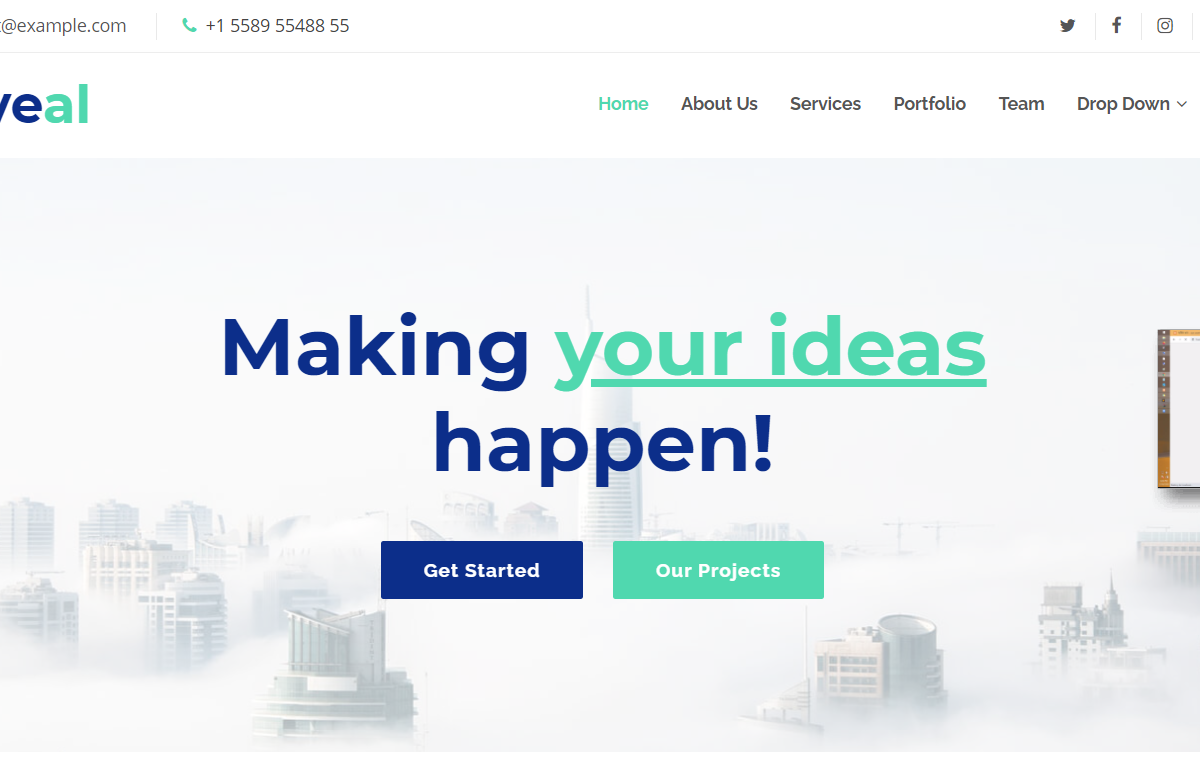 @example.com
+1 5589 55488 55
veal
Home About Us Services Portfolio Team Drop Down
Making your ideas
happen!
Get Started Our Projects